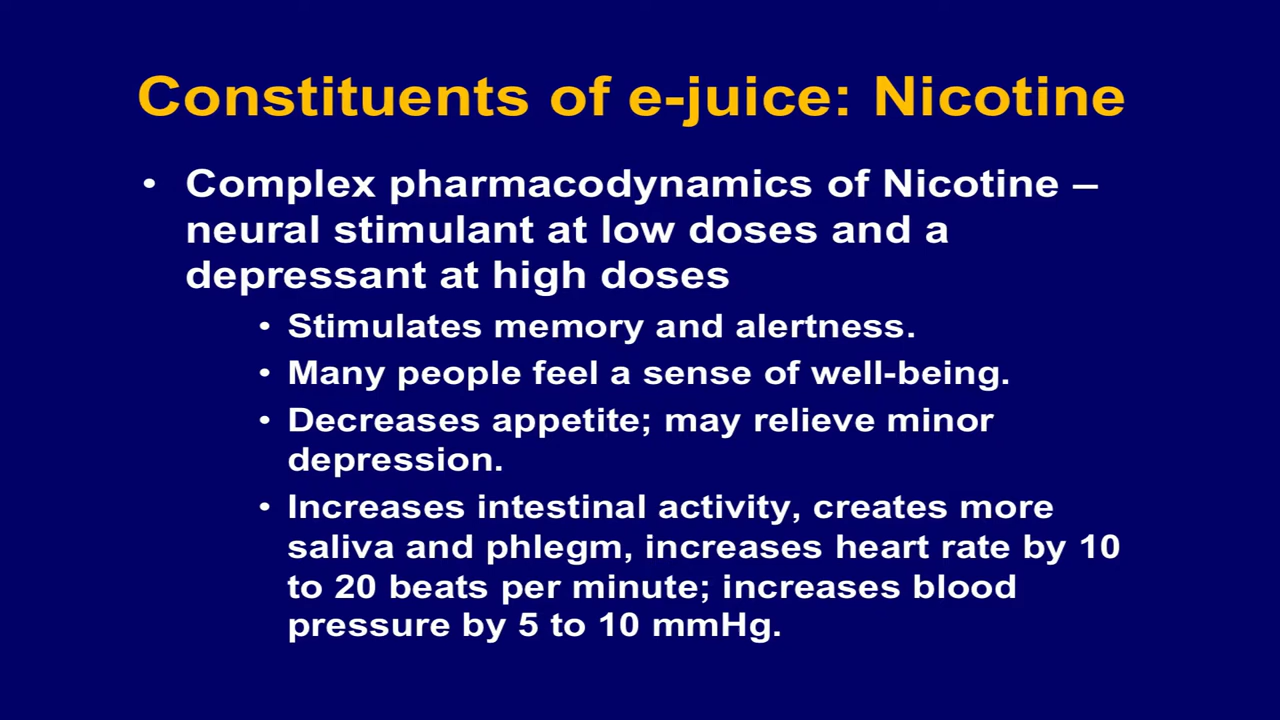 Constituents of e-juice: Nicotine
• Complex pharmacodynamics of Nicotine –
neural stimulant at low doses and a
depressant at high doses
• Stimulates memory and alertness.
• Many people feel a sense of well-being.
• Decreases appetite; may relieve minor
depression.
• Increases intestinal activity, creates more
saliva and phlegm, increases heart rate by 10
to 20 beats per minute; increases blood
pressure by 5 to 10 mmHg.